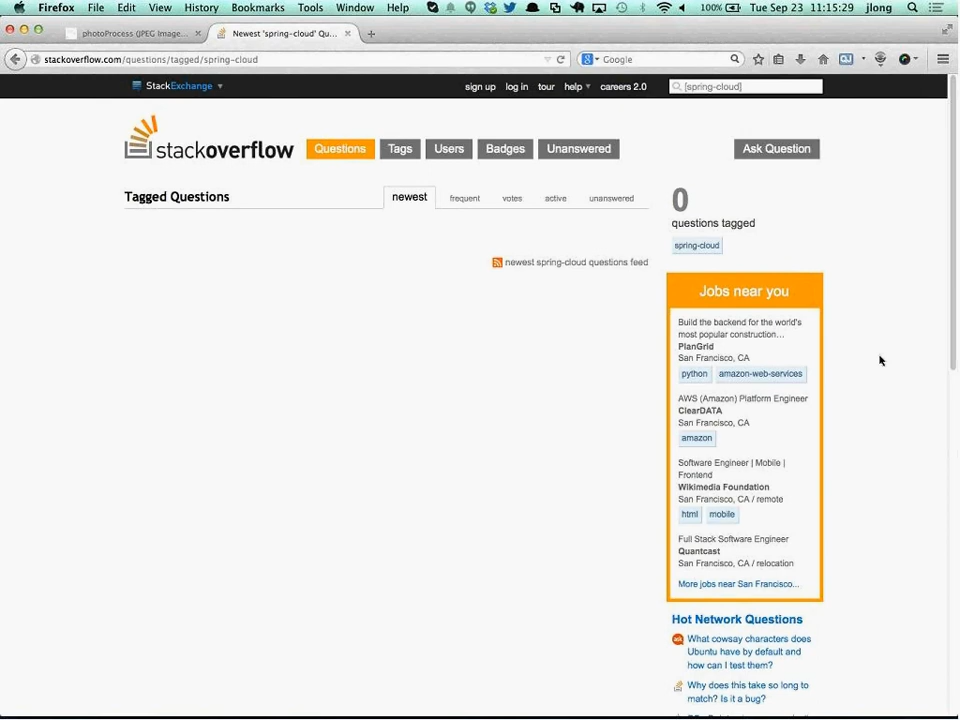 Firefox File Edit View History Bookmarks Tools Window Help 100% Tue Sep 23 11:15:29 jlong
photoProcess (JPEG Image... Newest 'spring-cloud' Qu...
stackoverflow.com/questions/tagged/spring-cloud Google
StackExchange sign up log in tour help careers 2.0 [spring-cloud]
stackoverflow Questions Tags Users Badges Unanswered Ask Question
Tagged Questions newest frequent votes active unanswered
0
questions tagged
spring-cloud
newest spring-cloud questions feed
Jobs near you
Build the backend for the world's
most popular construction...
PlanGrid
San Francisco, CA
python amazon-web-services
AWS (Amazon) Platform Engineer
ClearDATA
San Francisco, CA
amazon
Software Engineer | Mobile |
Frontend
Wikimedia Foundation
San Francisco, CA / remote
html mobile
Full Stack Software Engineer
Quantcast
San Francisco, CA / relocation
More jobs near San Francisco...
Hot Network Questions
What cowsay characters does
Ubuntu have by default and
how can I test them?
Why does this take so long to
match? Is it a bug?